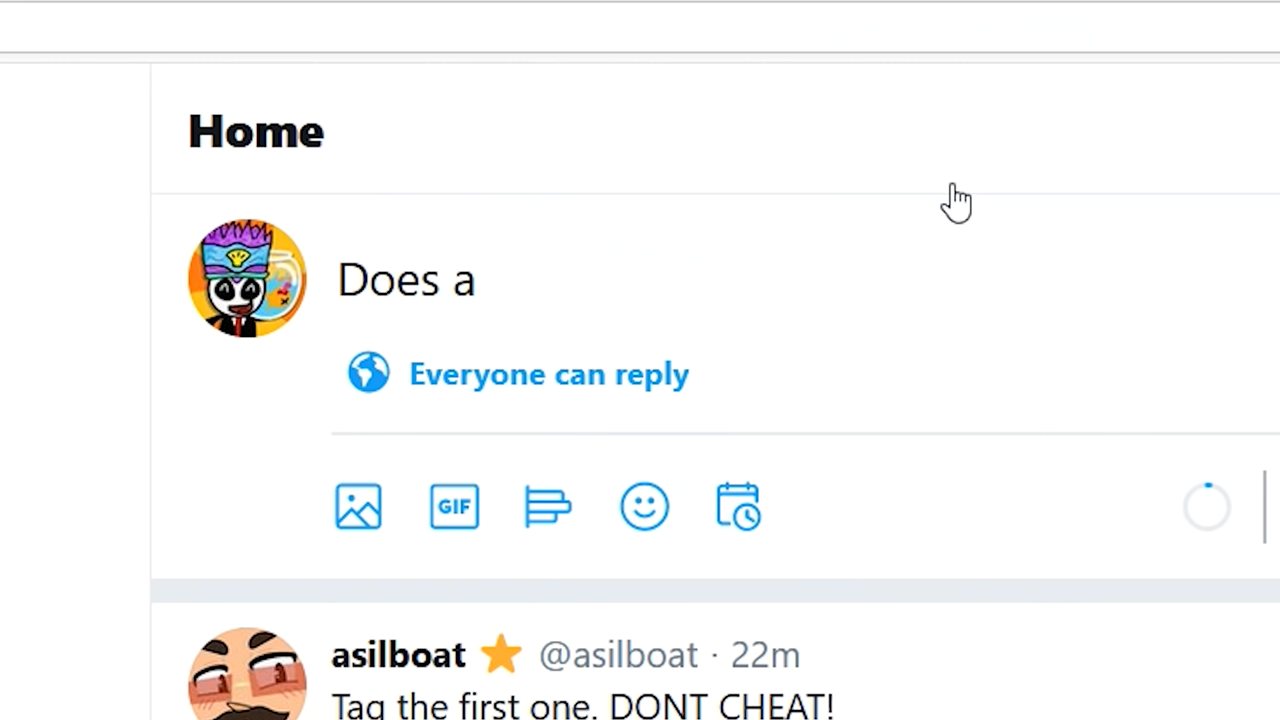 Home
Does a
Everyone can reply
GIF
asilboat @asilboat · 22m
Tag the first one. DONT CHEAT!